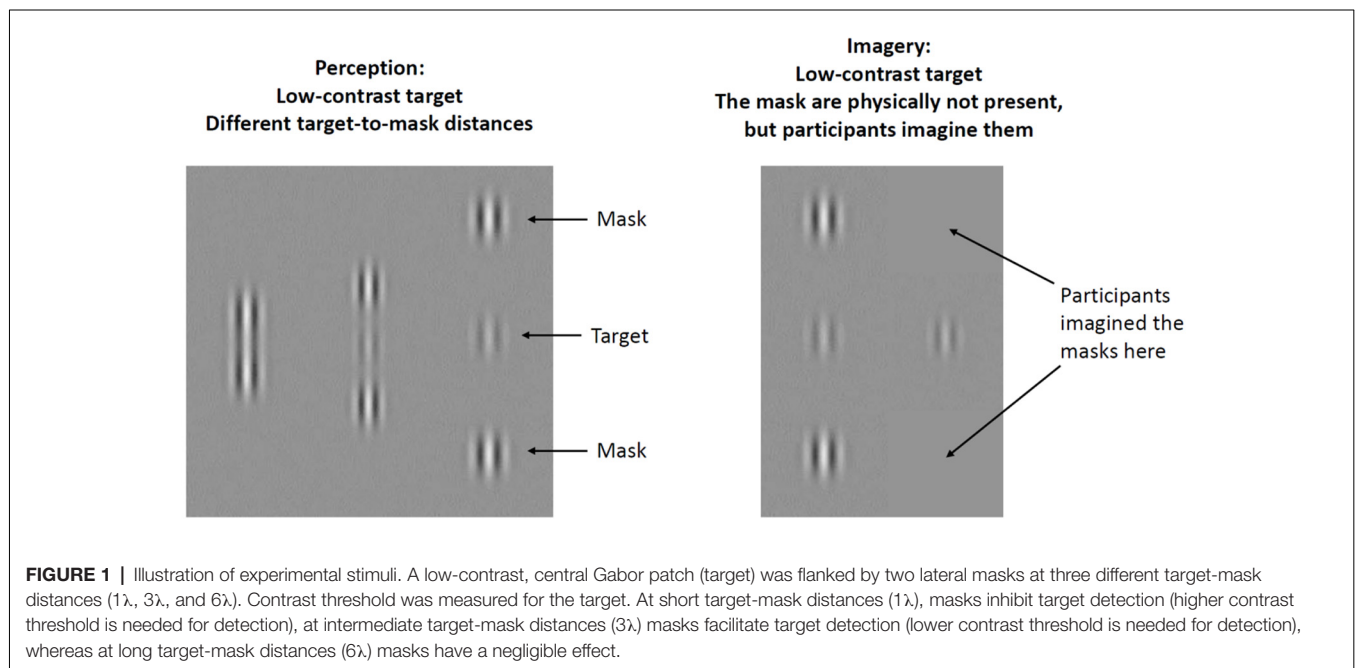 Perception:
Low-contrast target
Different target-to-mask distances
Mask
Target
Mask
Imagery:
Low-contrast target
The mask are physically not present,
but participants imagine them
Participants
imagined the
masks here
FIGURE 1 | Illustration of experimental stimuli. A low-contrast, central Gabor patch (target) was flanked by two lateral masks at three different target-mask
distances (1λ, 3λ, and 6λ). Contrast threshold was measured for the target. At short target-mask distances (1λ), masks inhibit target detection (higher contrast
threshold is needed for detection), at intermediate target-mask distances (3λ) masks facilitate target detection (lower contrast threshold is needed for detection),
whereas at long target-mask distances (6λ) masks have a negligible effect.